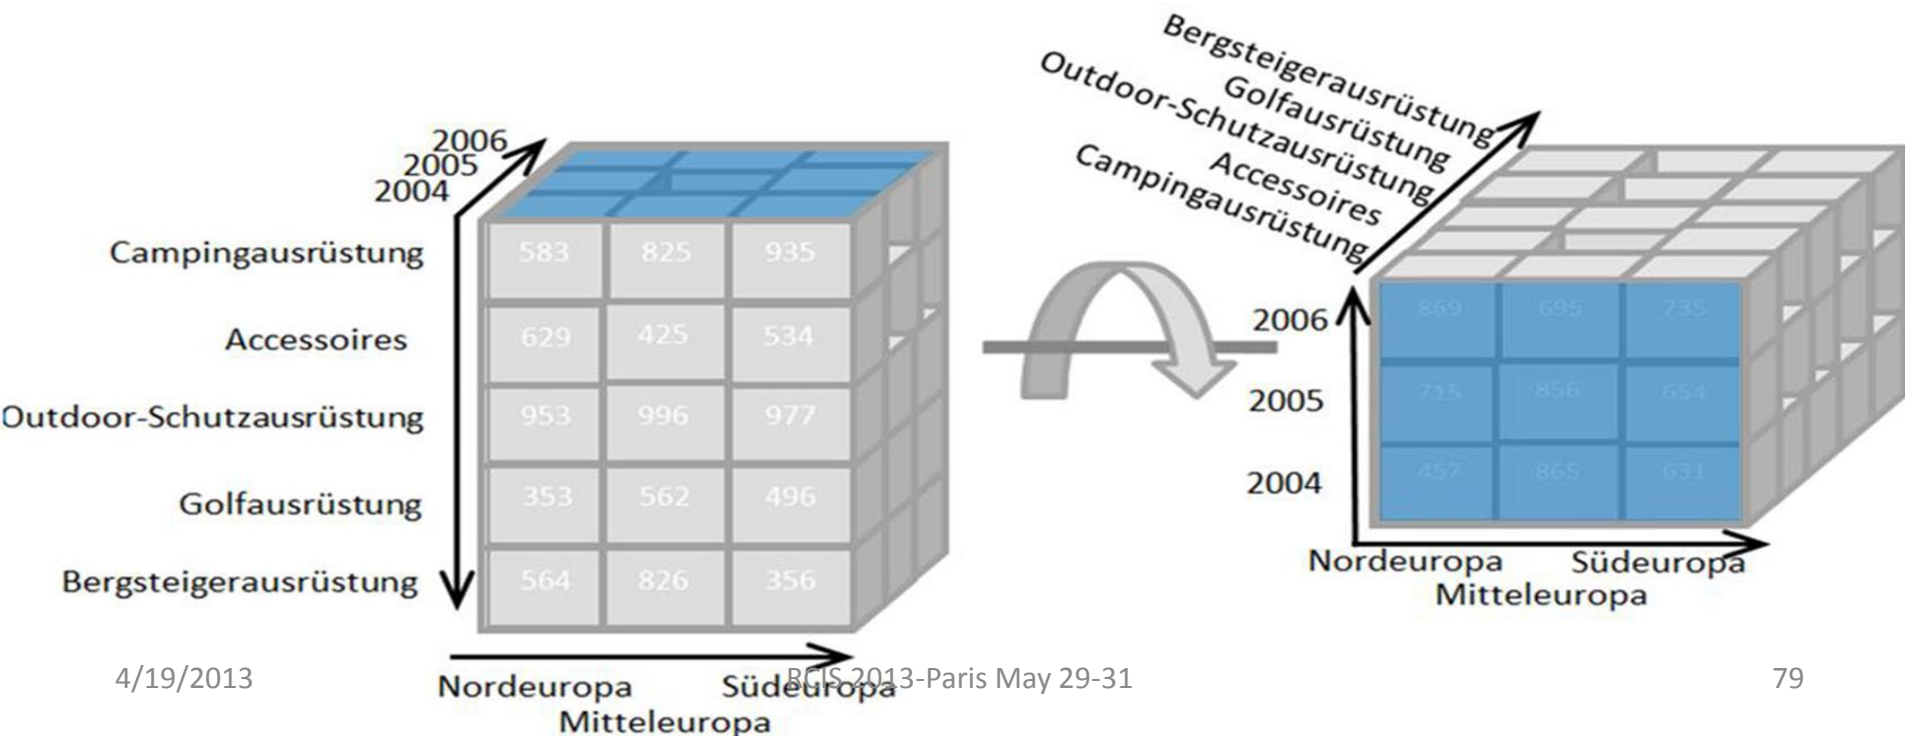 2006
2005
2004
Campingausrüstung
583 825 935
Accessoires
629 425 534
Outdoor-Schutzausrüstung
953 996 977
Golfausrüstung
353 562 496
Bergsteigerausrüstung
564 826 356
Nordeuropa Südeuropa
Mitteleuropa
Bergsteigerausrüstung
Golfausrüstung
Outdoor-Schutzausrüstung
Accessoires
Campingausrüstung
2006 869 695 735
2005 715 856 654
2004 457 865 631
Nordeuropa Südeuropa
Mitteleuropa
4/19/2013 RCIS 2013-Paris May 29-31 79